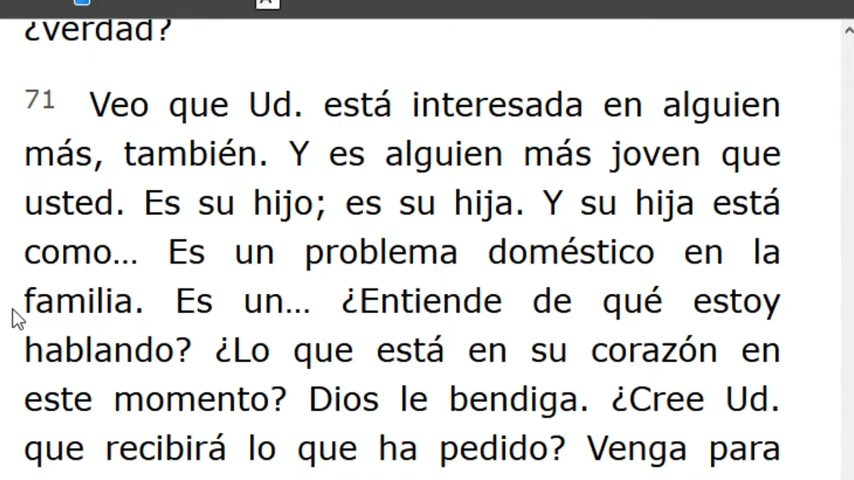 ¿verdad?
71 Veo que Ud. está interesada en alguien
más, también. Y es alguien más joven que
usted. Es su hijo; es su hija. Y su hija está
como… Es un problema doméstico en la
familia. Es un… ¿Entiende de qué estoy
hablando? ¿Lo que está en su corazón en
este momento? Dios le bendiga. ¿Cree Ud.
que recibirá lo que ha pedido? Venga para